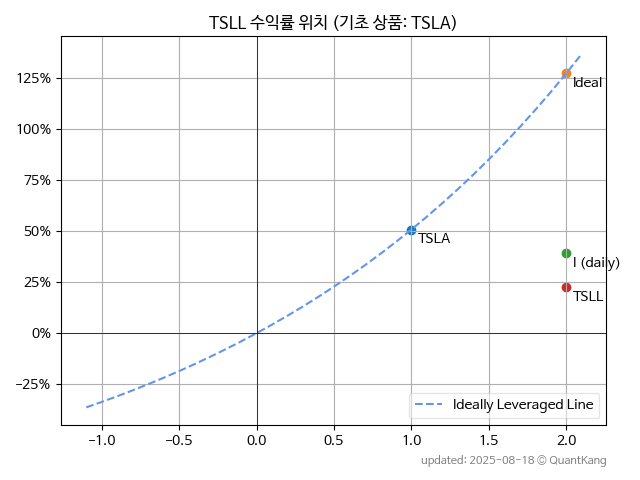 TSLL 수익률 위치 (기초 상품: TSLA)
125%
100%
75%
50%
25%
0%
−25%
Ideal
TSLA
I (daily)
TSLL
Ideally Leveraged Line
−1.0 −0.5 0.0 0.5 1.0 1.5 2.0
updated: 2025-08-18 © QuantKang